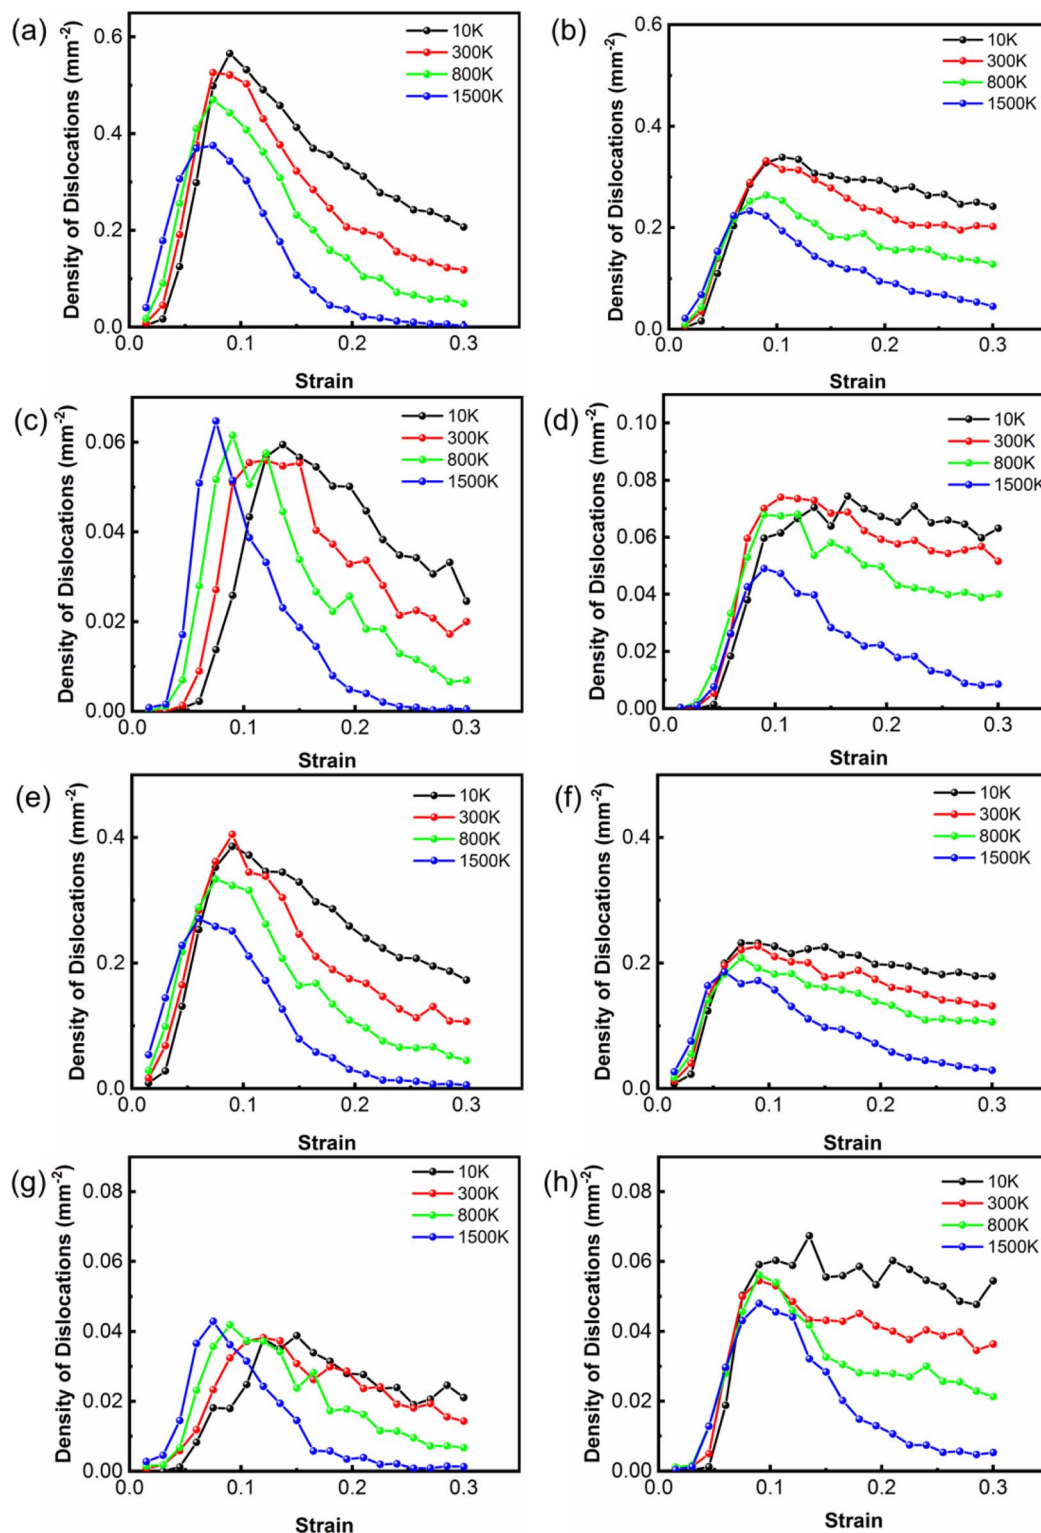 (a)
Density of Dislocations (mm⁻²)
0.6
0.4
0.2
0.0
0.0 0.1 0.2 0.3
Strain
10K
300K
800K
1500K
(b)
Density of Dislocations (mm⁻²)
0.6
0.4
0.2
0.0
0.0 0.1 0.2 0.3
Strain
10K
300K
800K
1500K
(c)
Density of Dislocations (mm⁻²)
0.06
0.04
0.02
0.00
0.0 0.1 0.2 0.3
Strain
10K
300K
800K
1500K
(d)
Density of Dislocations (mm⁻²)
0.10
0.08
0.06
0.04
0.02
0.00
0.0 0.1 0.2 0.3
Strain
10K
300K
800K
1500K
(e)
Density of Dislocations (mm⁻²)
0.4
0.2
0.0
0.0 0.1 0.2 0.3
Strain
10K
300K
800K
1500K
(f)
Density of Dislocations (mm⁻²)
0.4
0.2
0.0
0.0 0.1 0.2 0.3
Strain
10K
300K
800K
1500K
(g)
Density of Dislocations (mm⁻²)
0.08
0.06
0.04
0.02
0.00
0.0 0.1 0.2 0.3
Strain
10K
300K
800K
1500K
(h)
Density of Dislocations (mm⁻²)
0.08
0.06
0.04
0.02
0.00
0.0 0.1 0.2 0.3
Strain
10K
300K
800K
1500K